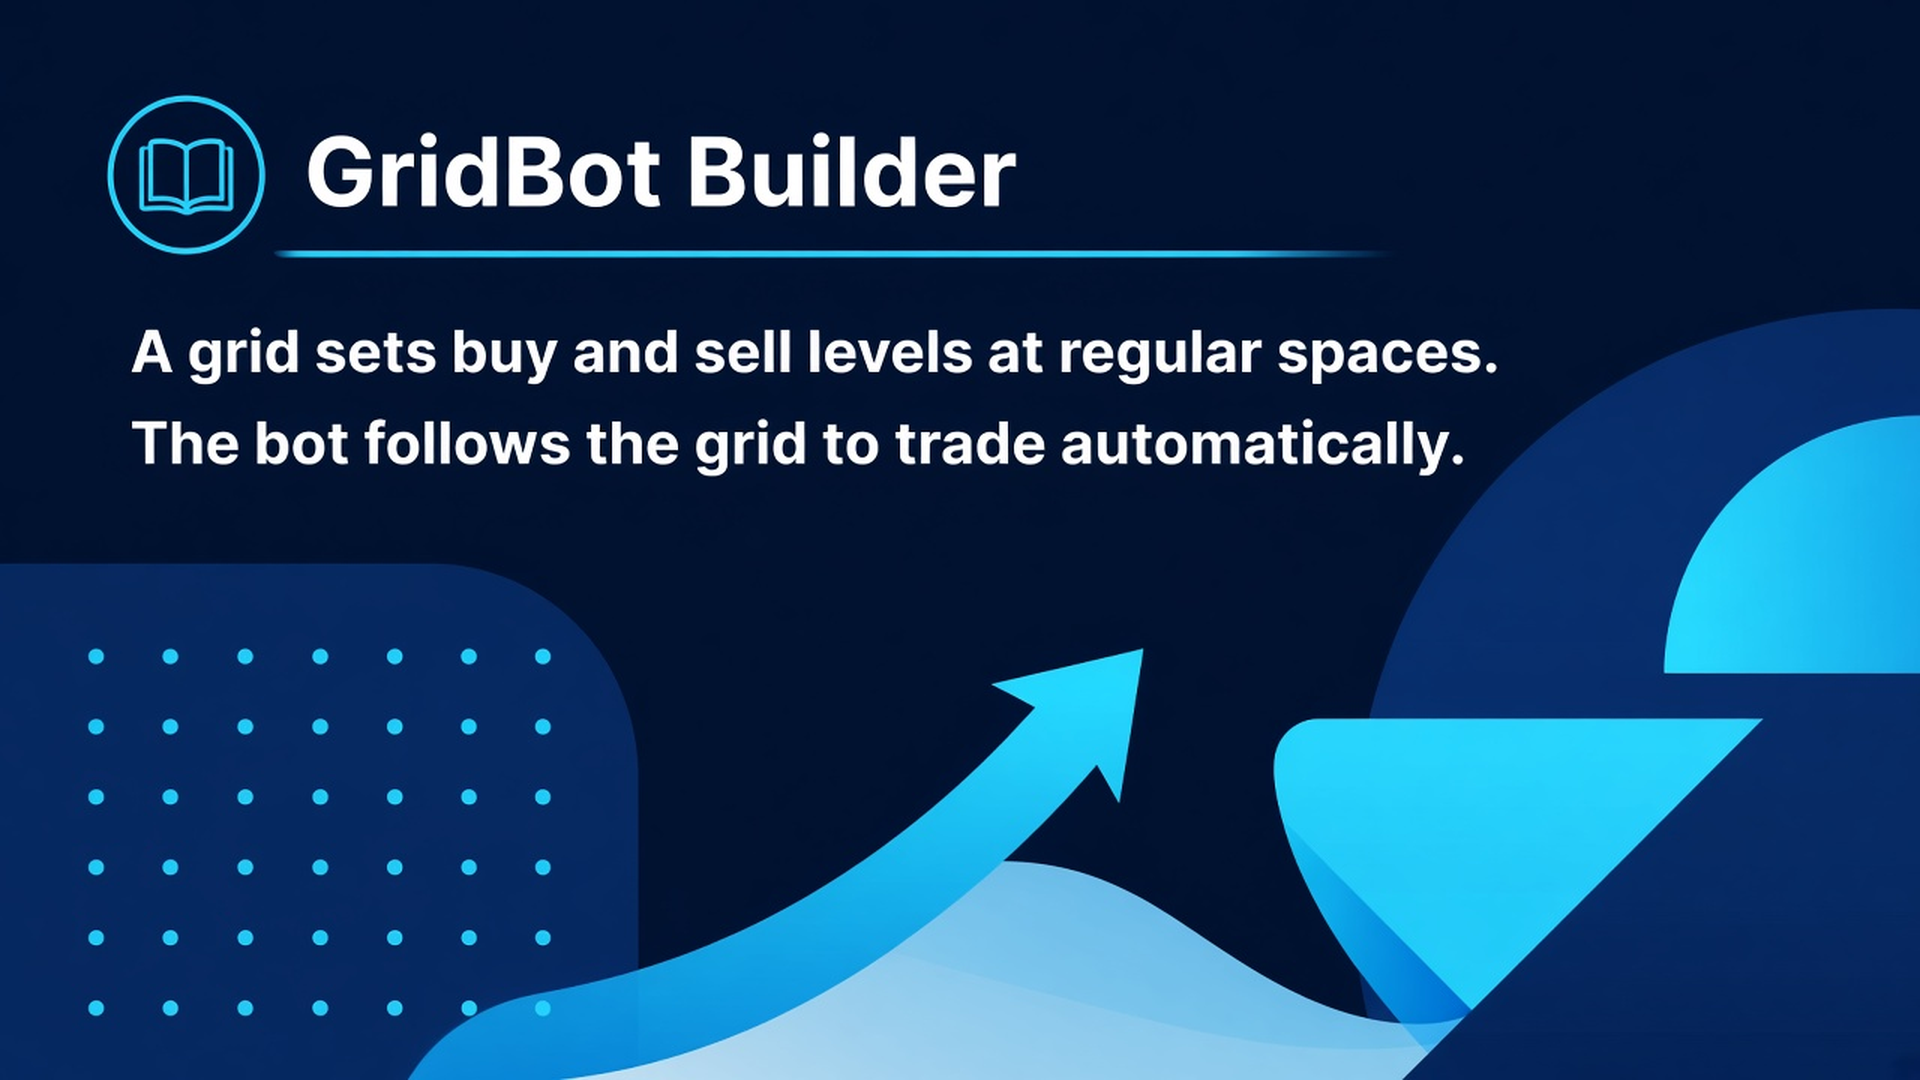 GridBot Builder
A grid sets buy and sell levels at regular spaces.
The bot follows the grid to trade automatically.